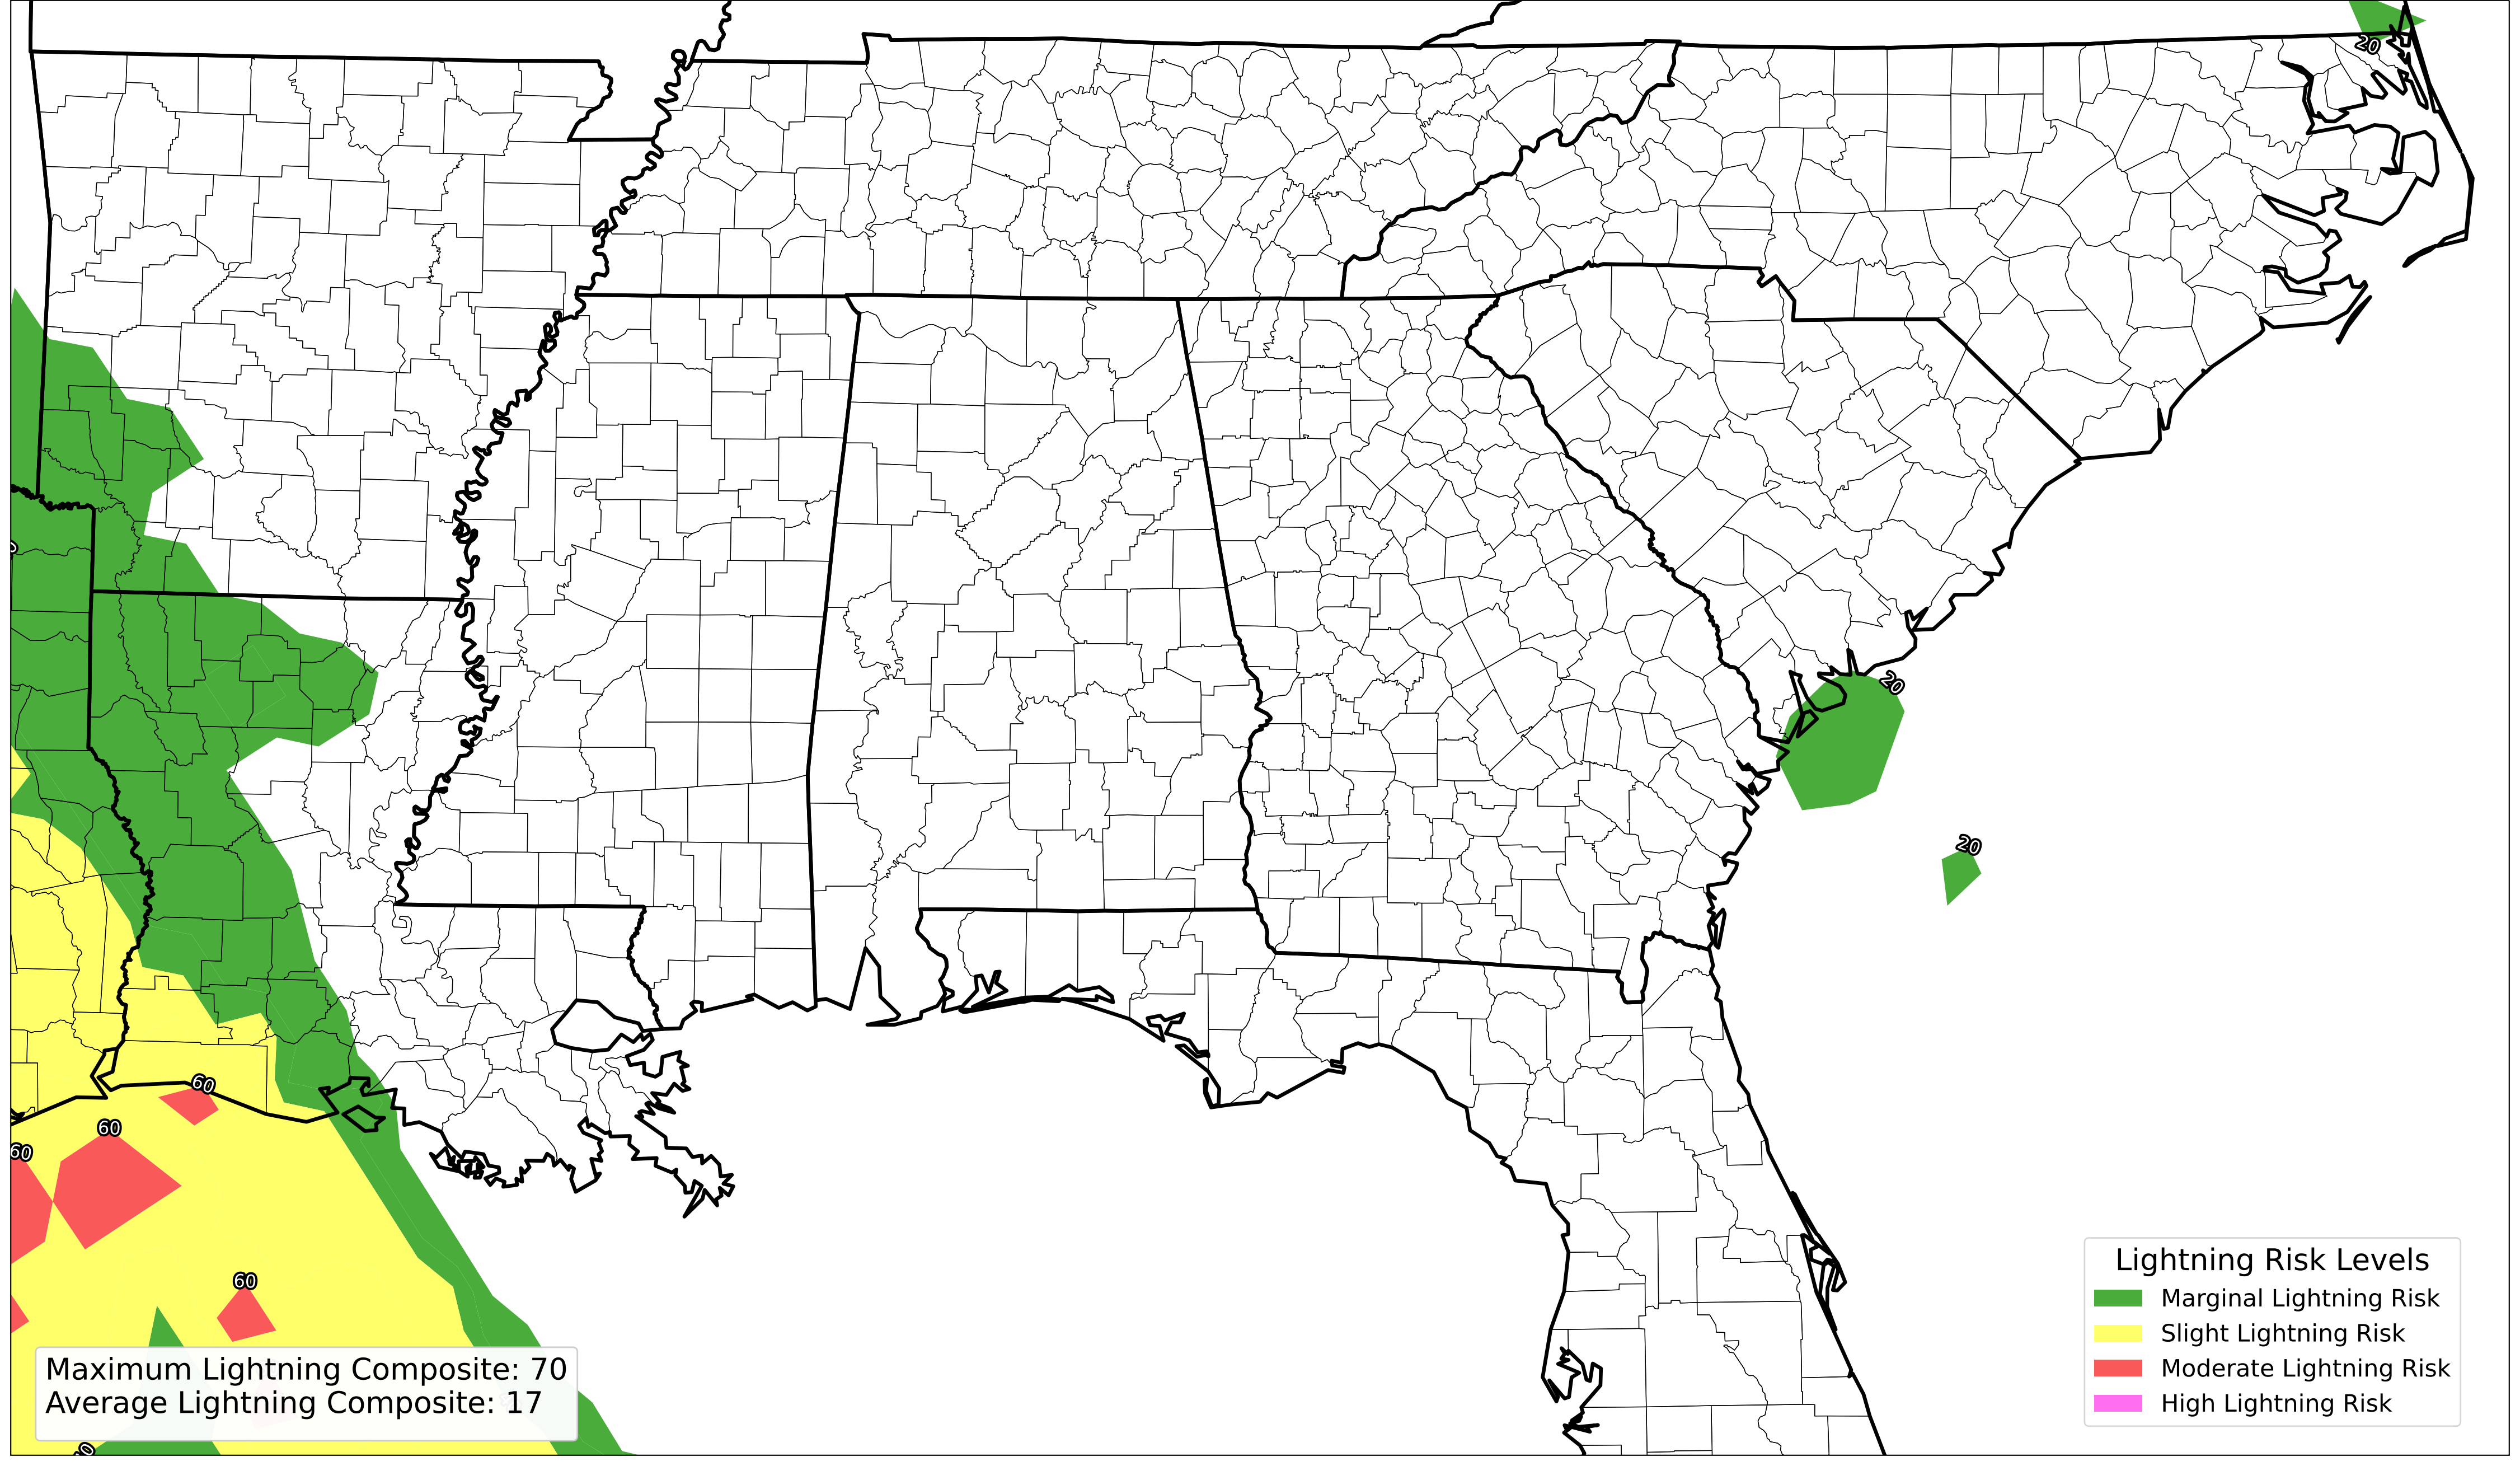 20
20
20
60
60
60
60
Lightning Risk Levels
Marginal Lightning Risk
Slight Lightning Risk
Moderate Lightning Risk
High Lightning Risk
Maximum Lightning Composite: 70
Average Lightning Composite: 17